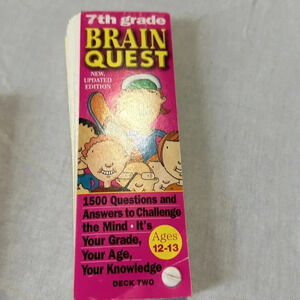 7th grade
BRAIN
QUEST
NEW,
UPDATED
EDITION
1500 Questions and
Answers to Challenge
the Mind • It's
Your Grade,
Your Age,
Your Knowledge
Ages
12-13
DECK TWO